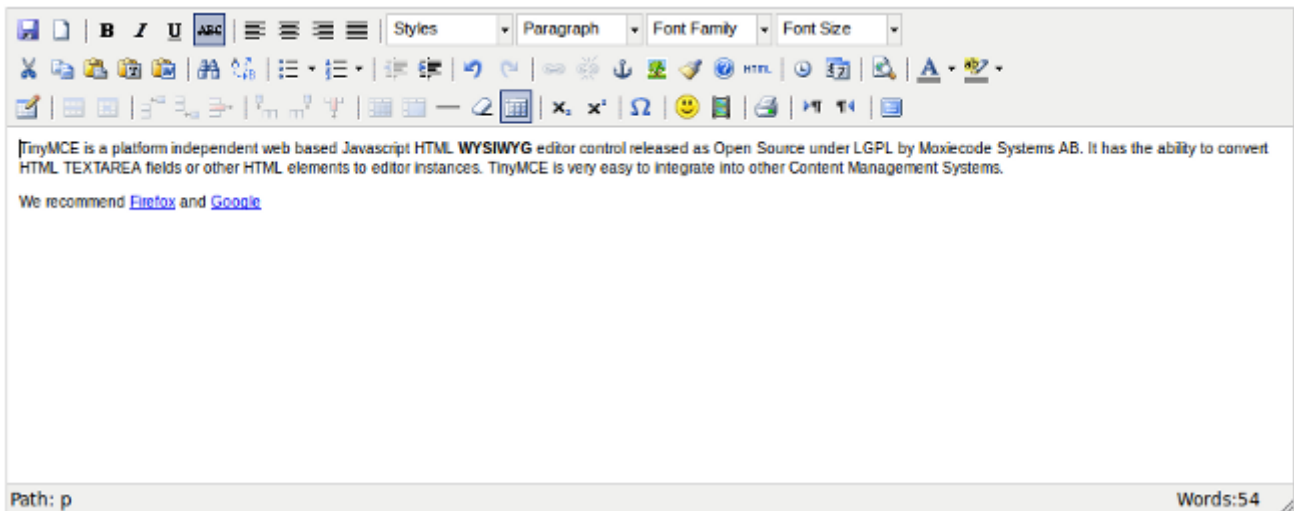 B I U ABC Styles Paragraph Font Family Font Size
HTML
TinyMCE is a platform independent web based Javascript HTML WYSIWYG editor control released as Open Source under LGPL by Moxiecode Systems AB. It has the ability to convert
HTML TEXTAREA fields or other HTML elements to editor instances. TinyMCE is very easy to integrate into other Content Management Systems.
We recommend Firefox and Google
Path: p Words:54